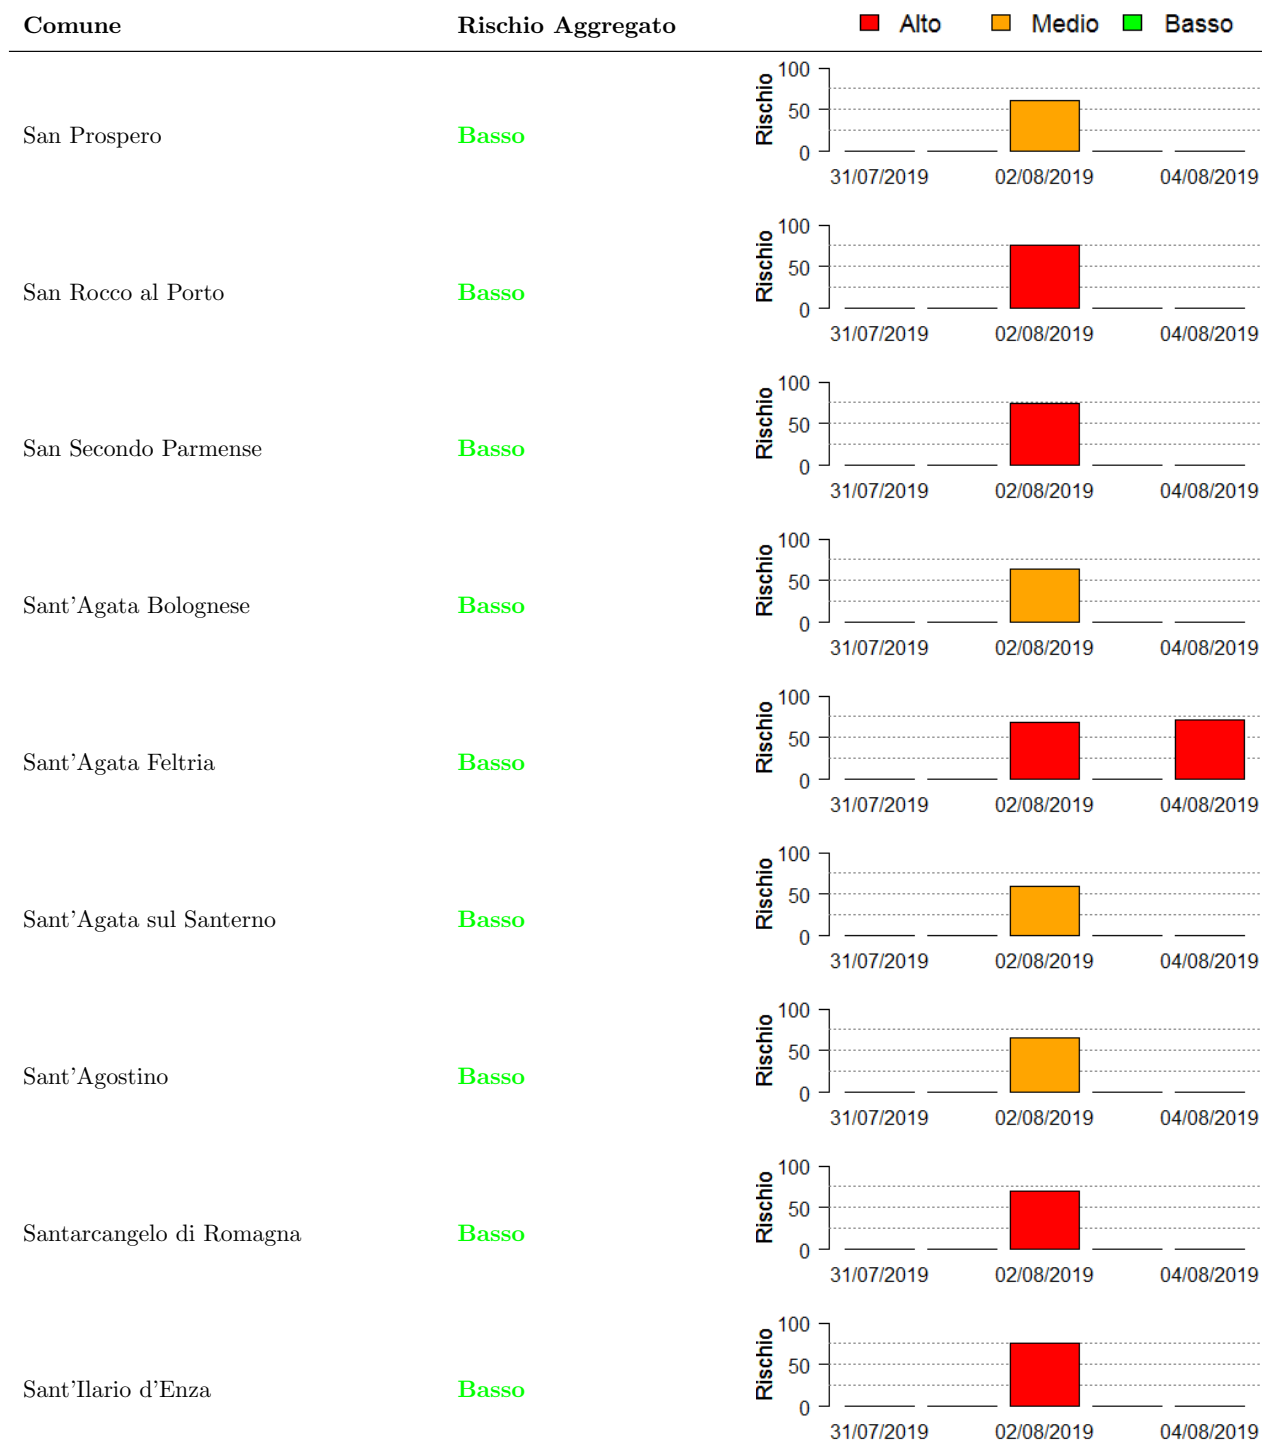 Comune Rischio Aggregato Alto Medio Basso
100
50
0
Rischio
San Prospero Basso
31/07/2019 02/08/2019 04/08/2019
100
50
0
Rischio
San Rocco al Porto Basso
31/07/2019 02/08/2019 04/08/2019
100
50
0
Rischio
San Secondo Parmense Basso
31/07/2019 02/08/2019 04/08/2019
100
50
0
Rischio
Sant'Agata Bolognese Basso
31/07/2019 02/08/2019 04/08/2019
100
50
0
Rischio
Sant'Agata Feltria Basso
31/07/2019 02/08/2019 04/08/2019
100
50
0
Rischio
Sant'Agata sul Santerno Basso
31/07/2019 02/08/2019 04/08/2019
100
50
0
Rischio
Sant'Agostino Basso
31/07/2019 02/08/2019 04/08/2019
100
50
0
Rischio
Santarcangelo di Romagna Basso
31/07/2019 02/08/2019 04/08/2019
100
50
0
Rischio
Sant'Ilario d'Enza Basso
31/07/2019 02/08/2019 04/08/2019